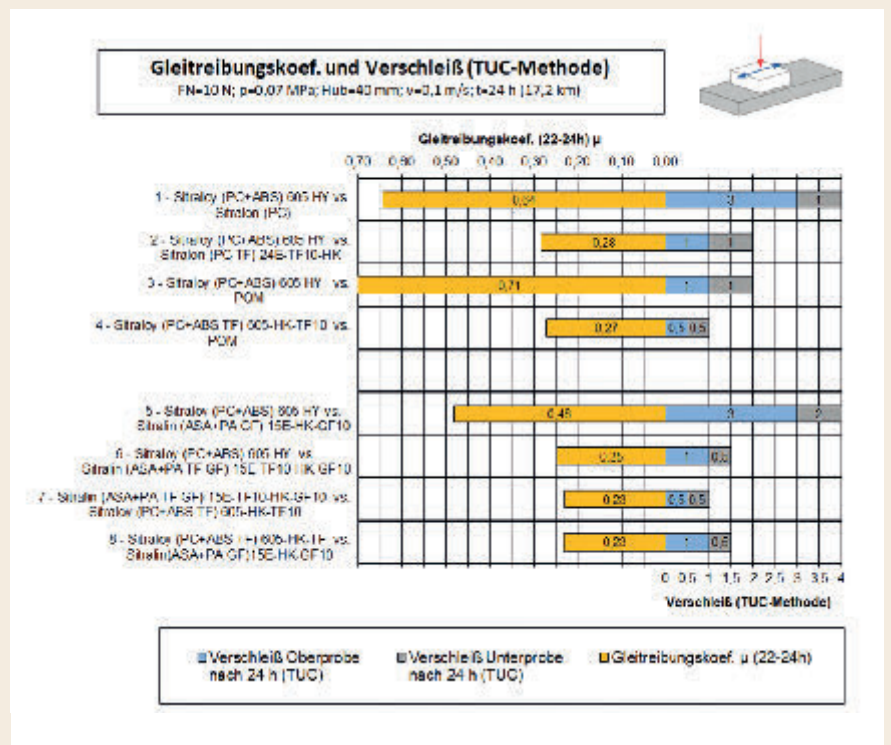 Gleitreibungskoef. und Verschleiß (TUC-Methode)
FN=10 N; p=0,07 MPa; Hub=40 mm; v=0,1 m/s; t=24 h (17,2 km)
Gleitreibungskoef. (22-24h) µ
0,70 0,60 0,50 0,40 0,30 0,20 0,10 0,00
1 - Sitraloy (PC+ABS) 605 HY vs.
Sitralon (PC)
3 1
2 - Sitraloy (PC+ABS) 605 HY vs.
Sitralon (PC TF) 24E-TF10-HK
0,28 1 1
3 - Sitraloy (PC+ABS) 605 HY vs.
POM
0,71 1 1
4 - Sitraloy (PC+ABS TF) 605-HK-TF10 vs.
POM
0,27 0,5 0,5
5 - Sitraloy (PC+ABS) 605 HY vs.
Sitralin (ASA+PA GF) 15E-HK-GF10
3 2
6 - Sitraloy (PC+ABS) 605 HY vs.
Sitralin (ASA+PA TF GF) 15E TF10 HK GF10
0,25 1 0,5
7 - Sitralin (ASA+PA TF GF) 15E-TF10-HK-GF10 vs.
Sitraloy (PC+ABS TF) 605-HK-TF10
0,23 0,5 0,5
8 - Sitraloy (PC+ABS TF) 605-HK-TF vs.
Sitralin(ASA+PA GF)15E-HK-GF10
0,23 1 0,5
0 0,5 1 1,5 2 2,5 3 3,5 4
Verschleiß (TUC-Methode)
Verschleiß Oberprobe
nach 24 h (TUC)
Verschleiß Unterprobe
nach 24 h (TUC)
Gleitreibungskoef. µ (22-24h)